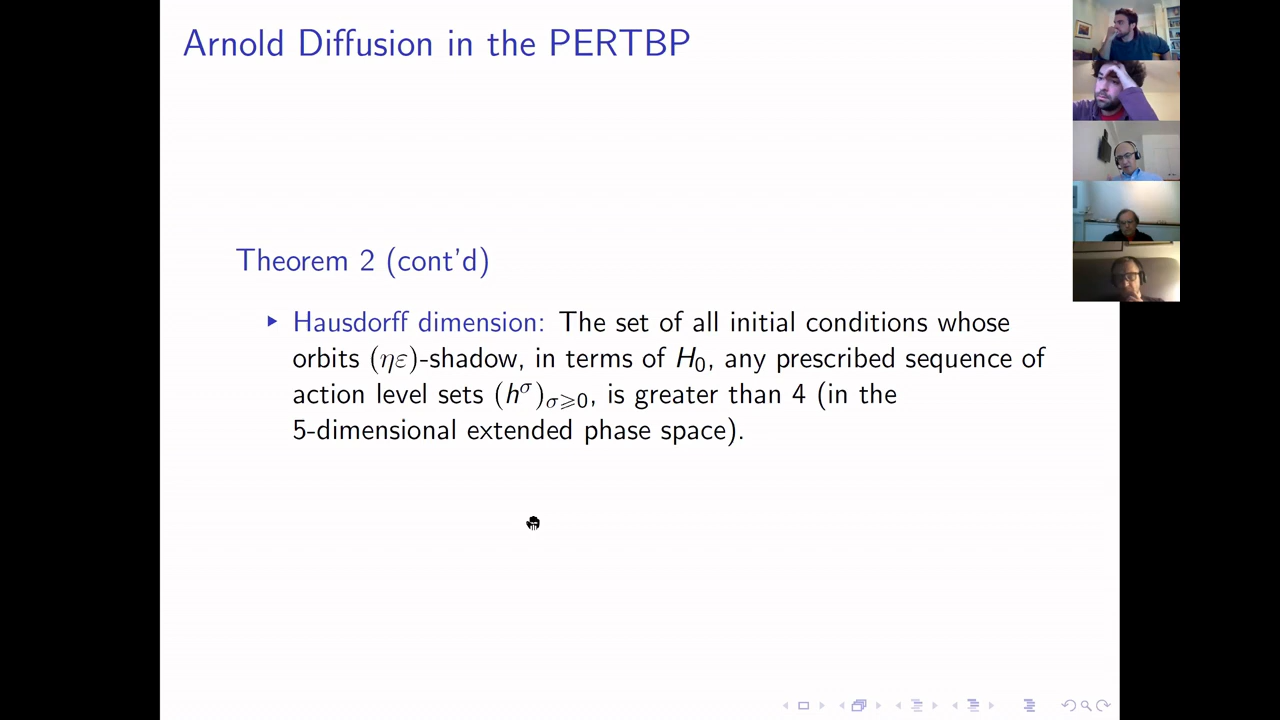 Arnold Diffusion in the PERTBP
Theorem 2 (cont'd)
▶ Hausdorff dimension: The set of all initial conditions whose
orbits (ηε)-shadow, in terms of H₀, any prescribed sequence of
action level sets (h^σ)_{σ⩾0}, is greater than 4 (in the
5-dimensional extended phase space).